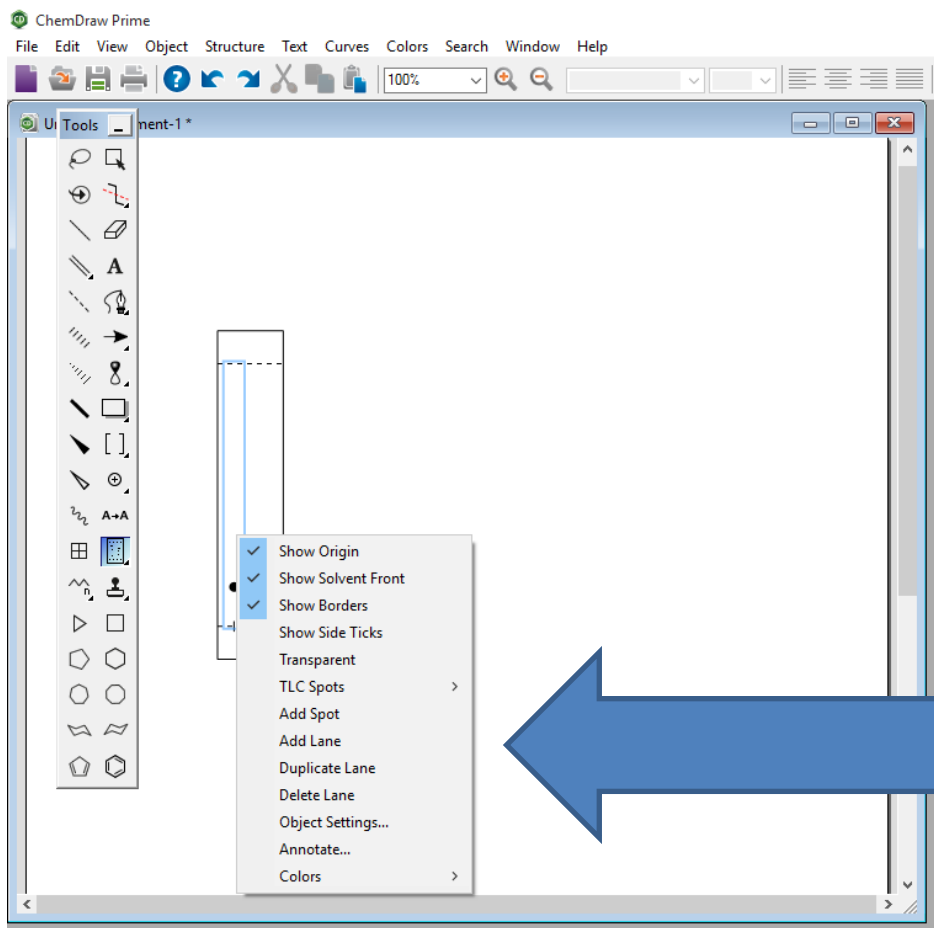 ChemDraw Prime
File Edit View Object Structure Text Curves Colors Search Window Help
100%
Tools
ment-1 *
A
A→A
n
Show Origin
Show Solvent Front
Show Borders
Show Side Ticks
Transparent
TLC Spots
Add Spot
Add Lane
Duplicate Lane
Delete Lane
Object Settings...
Annotate...
Colors